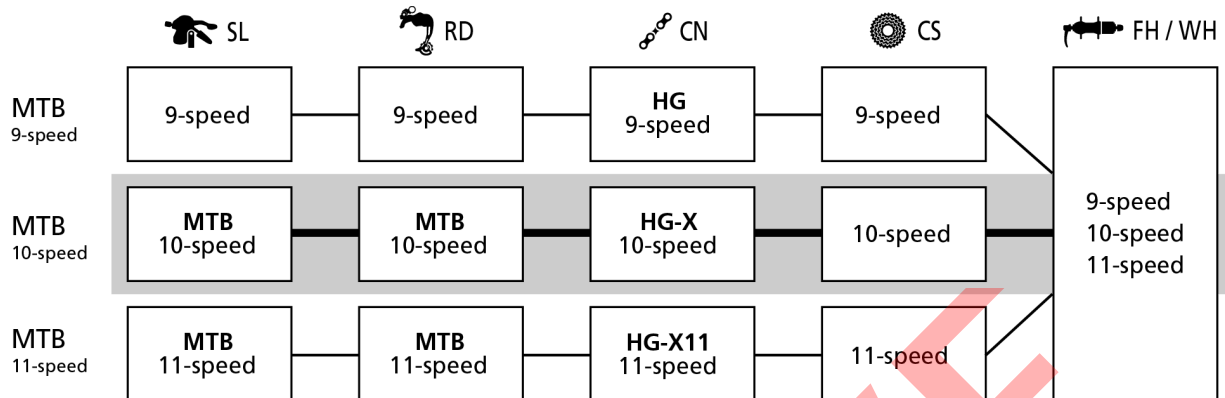 SL RD CN CS FH / WH
MTB
9-speed
9-speed
9-speed
HG
9-speed
9-speed
MTB
10-speed
MTB
10-speed
MTB
10-speed
HG-X
10-speed
10-speed
9-speed
10-speed
11-speed
MTB
11-speed
MTB
11-speed
MTB
11-speed
HG-X11
11-speed
11-speed